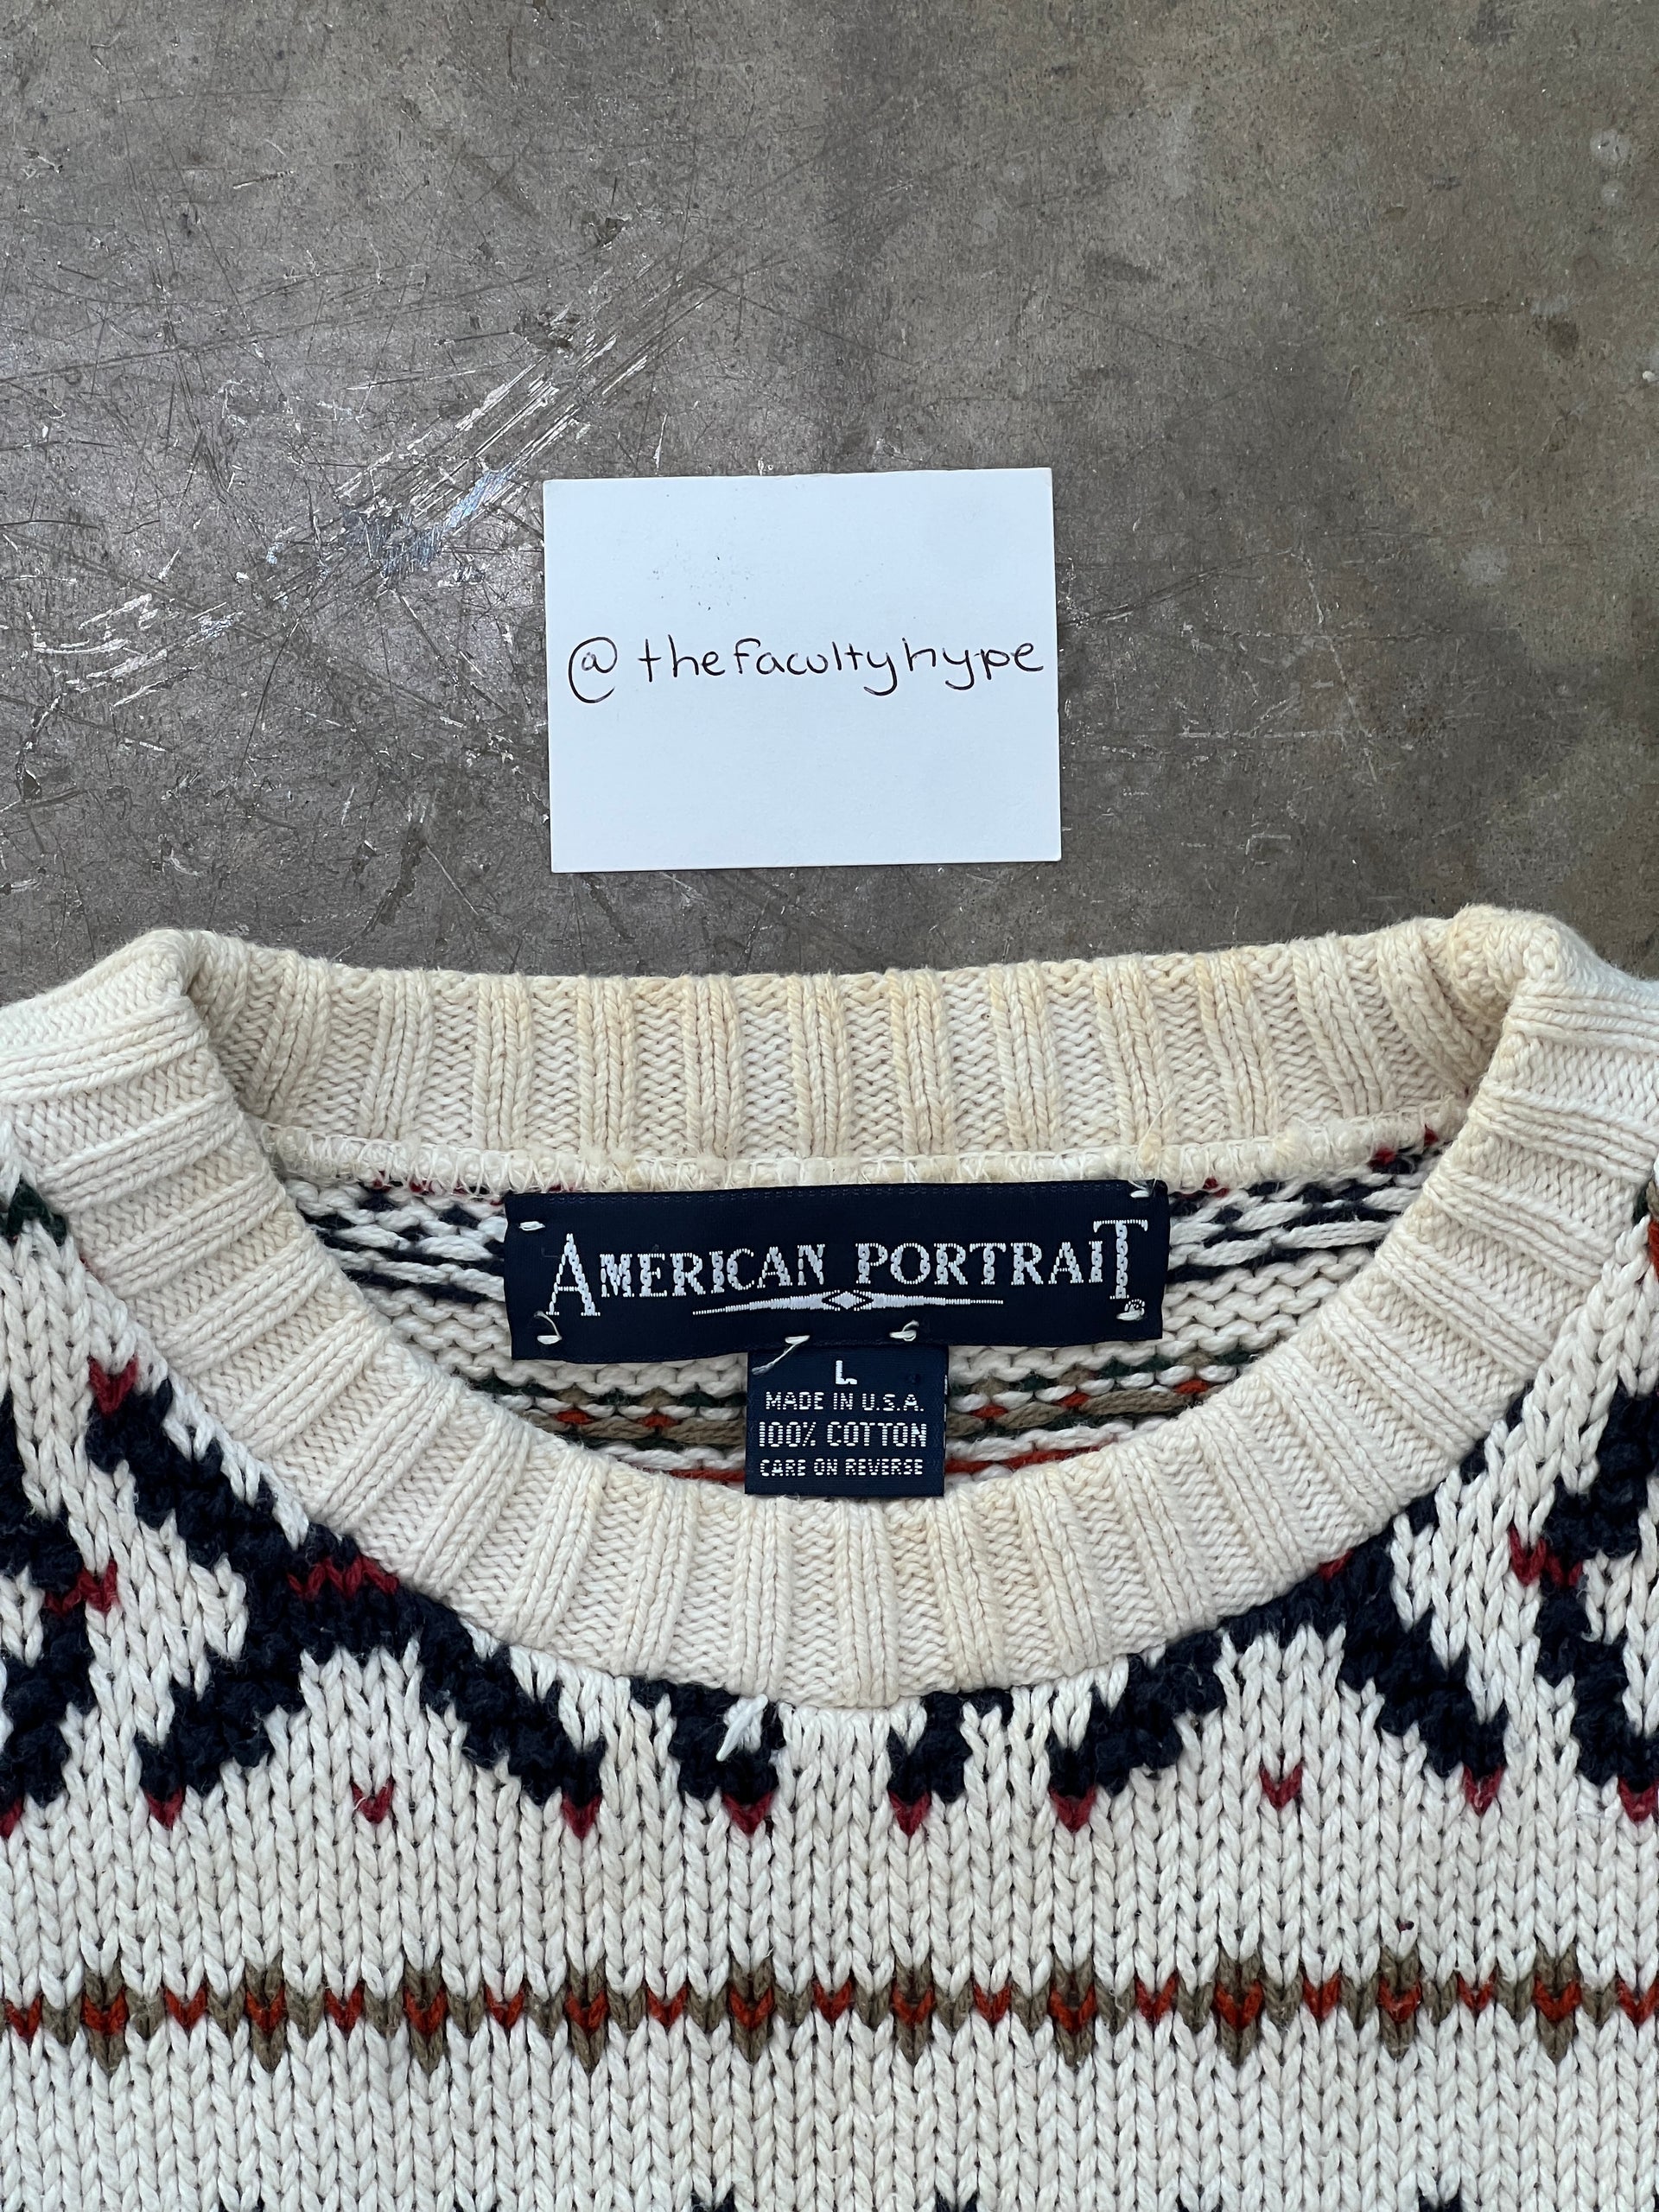 @thefacultyhype
AMERICAN PORTRAIT
L
MADE IN U.S.A.
100% COTTON
CARE ON REVERSE